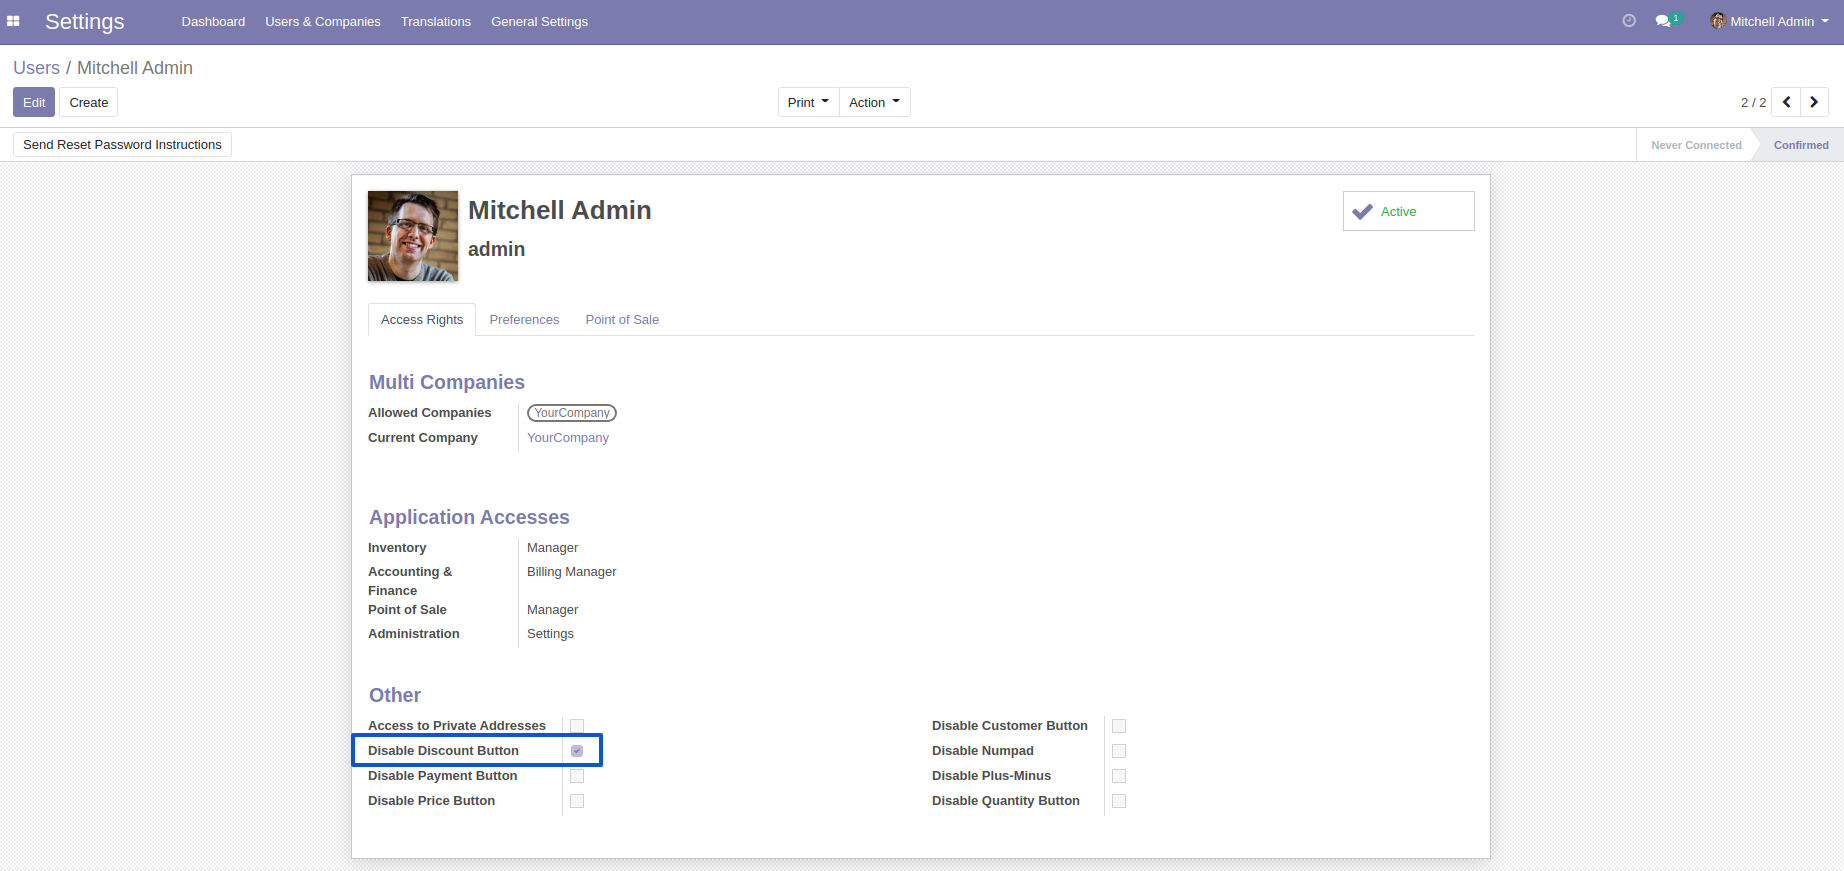 Settings Dashboard Users & Companies Translations General Settings 1 Mitchell Admin
Users / Mitchell Admin
Edit Create Print Action 2 / 2
Send Reset Password Instructions Never Connected Confirmed
Mitchell Admin
Active
admin
Access Rights Preferences Point of Sale
Multi Companies
Allowed Companies YourCompany
Current Company YourCompany
Application Accesses
Inventory Manager
Accounting & Billing Manager
Finance
Point of Sale Manager
Administration Settings
Other
Access to Private Addresses Disable Customer Button
Disable Discount Button Disable Numpad
Disable Payment Button Disable Plus-Minus
Disable Price Button Disable Quantity Button